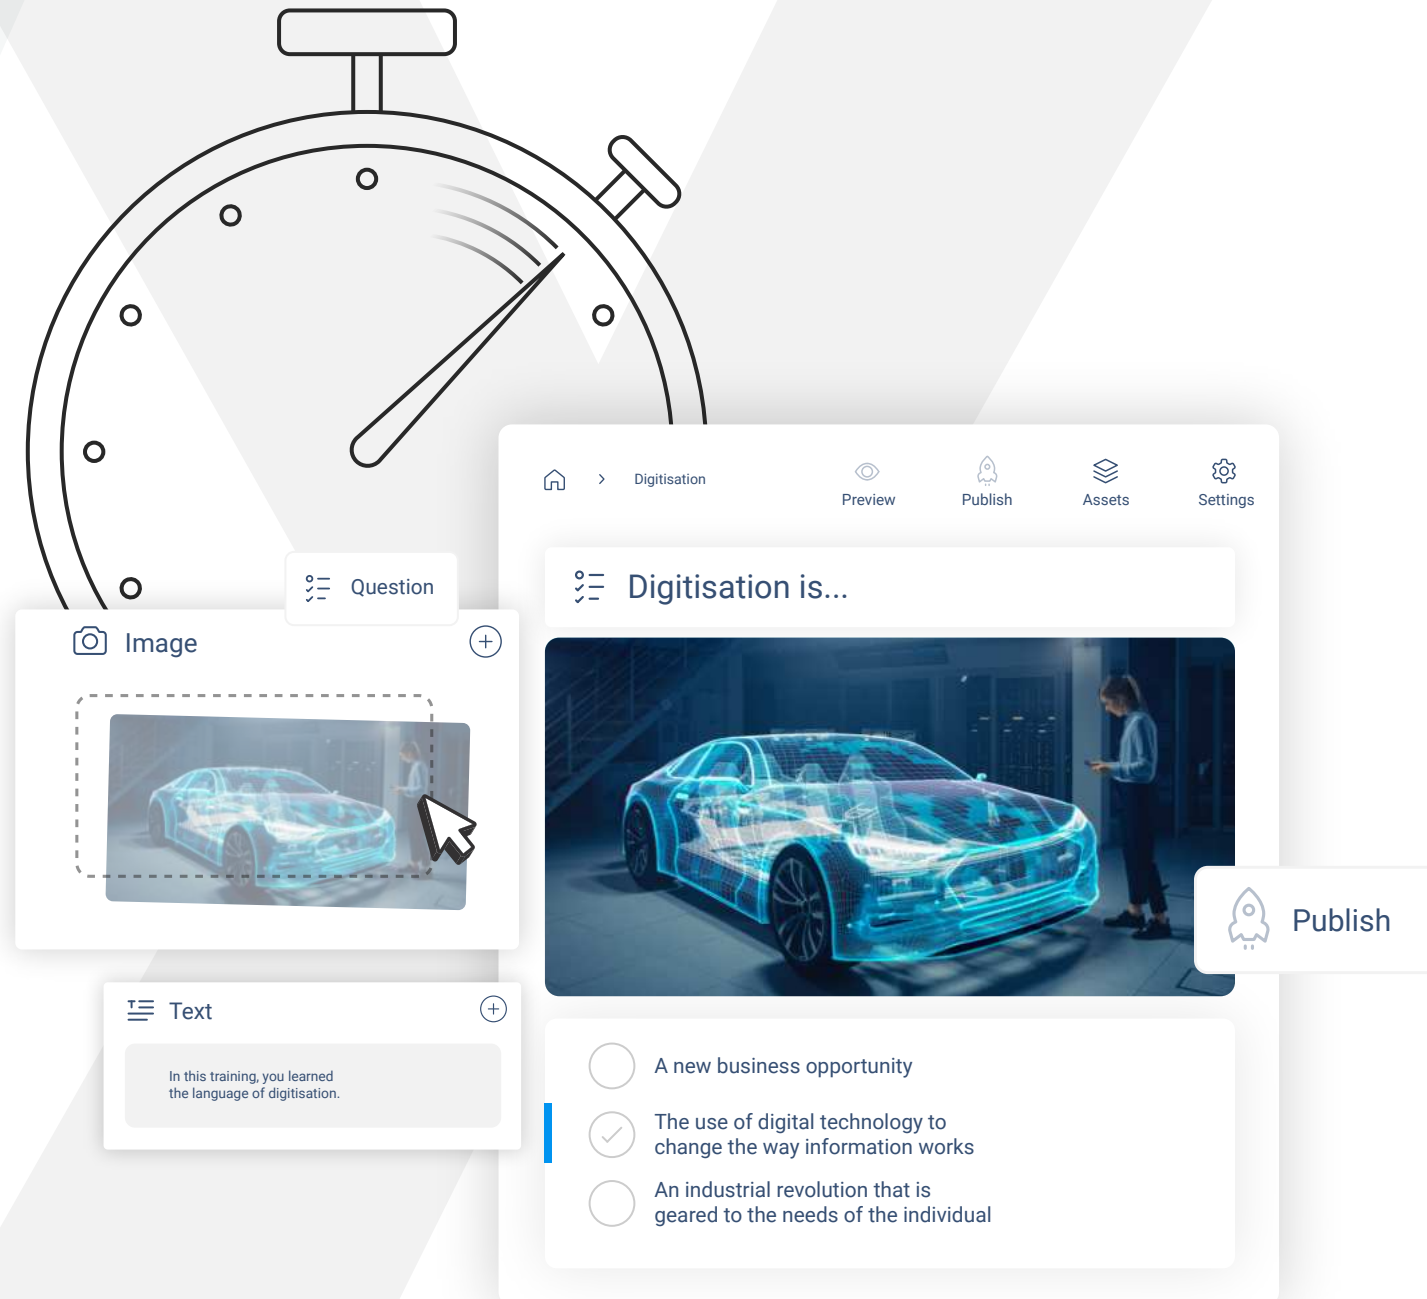 Digitisation
Preview
Publish
Assets
Settings
Question
Digitisation is...
Image
Publish
Text
In this training, you learned
the language of digitisation.
A new business opportunity
The use of digital technology to
change the way information works
An industrial revolution that is
geared to the needs of the individual